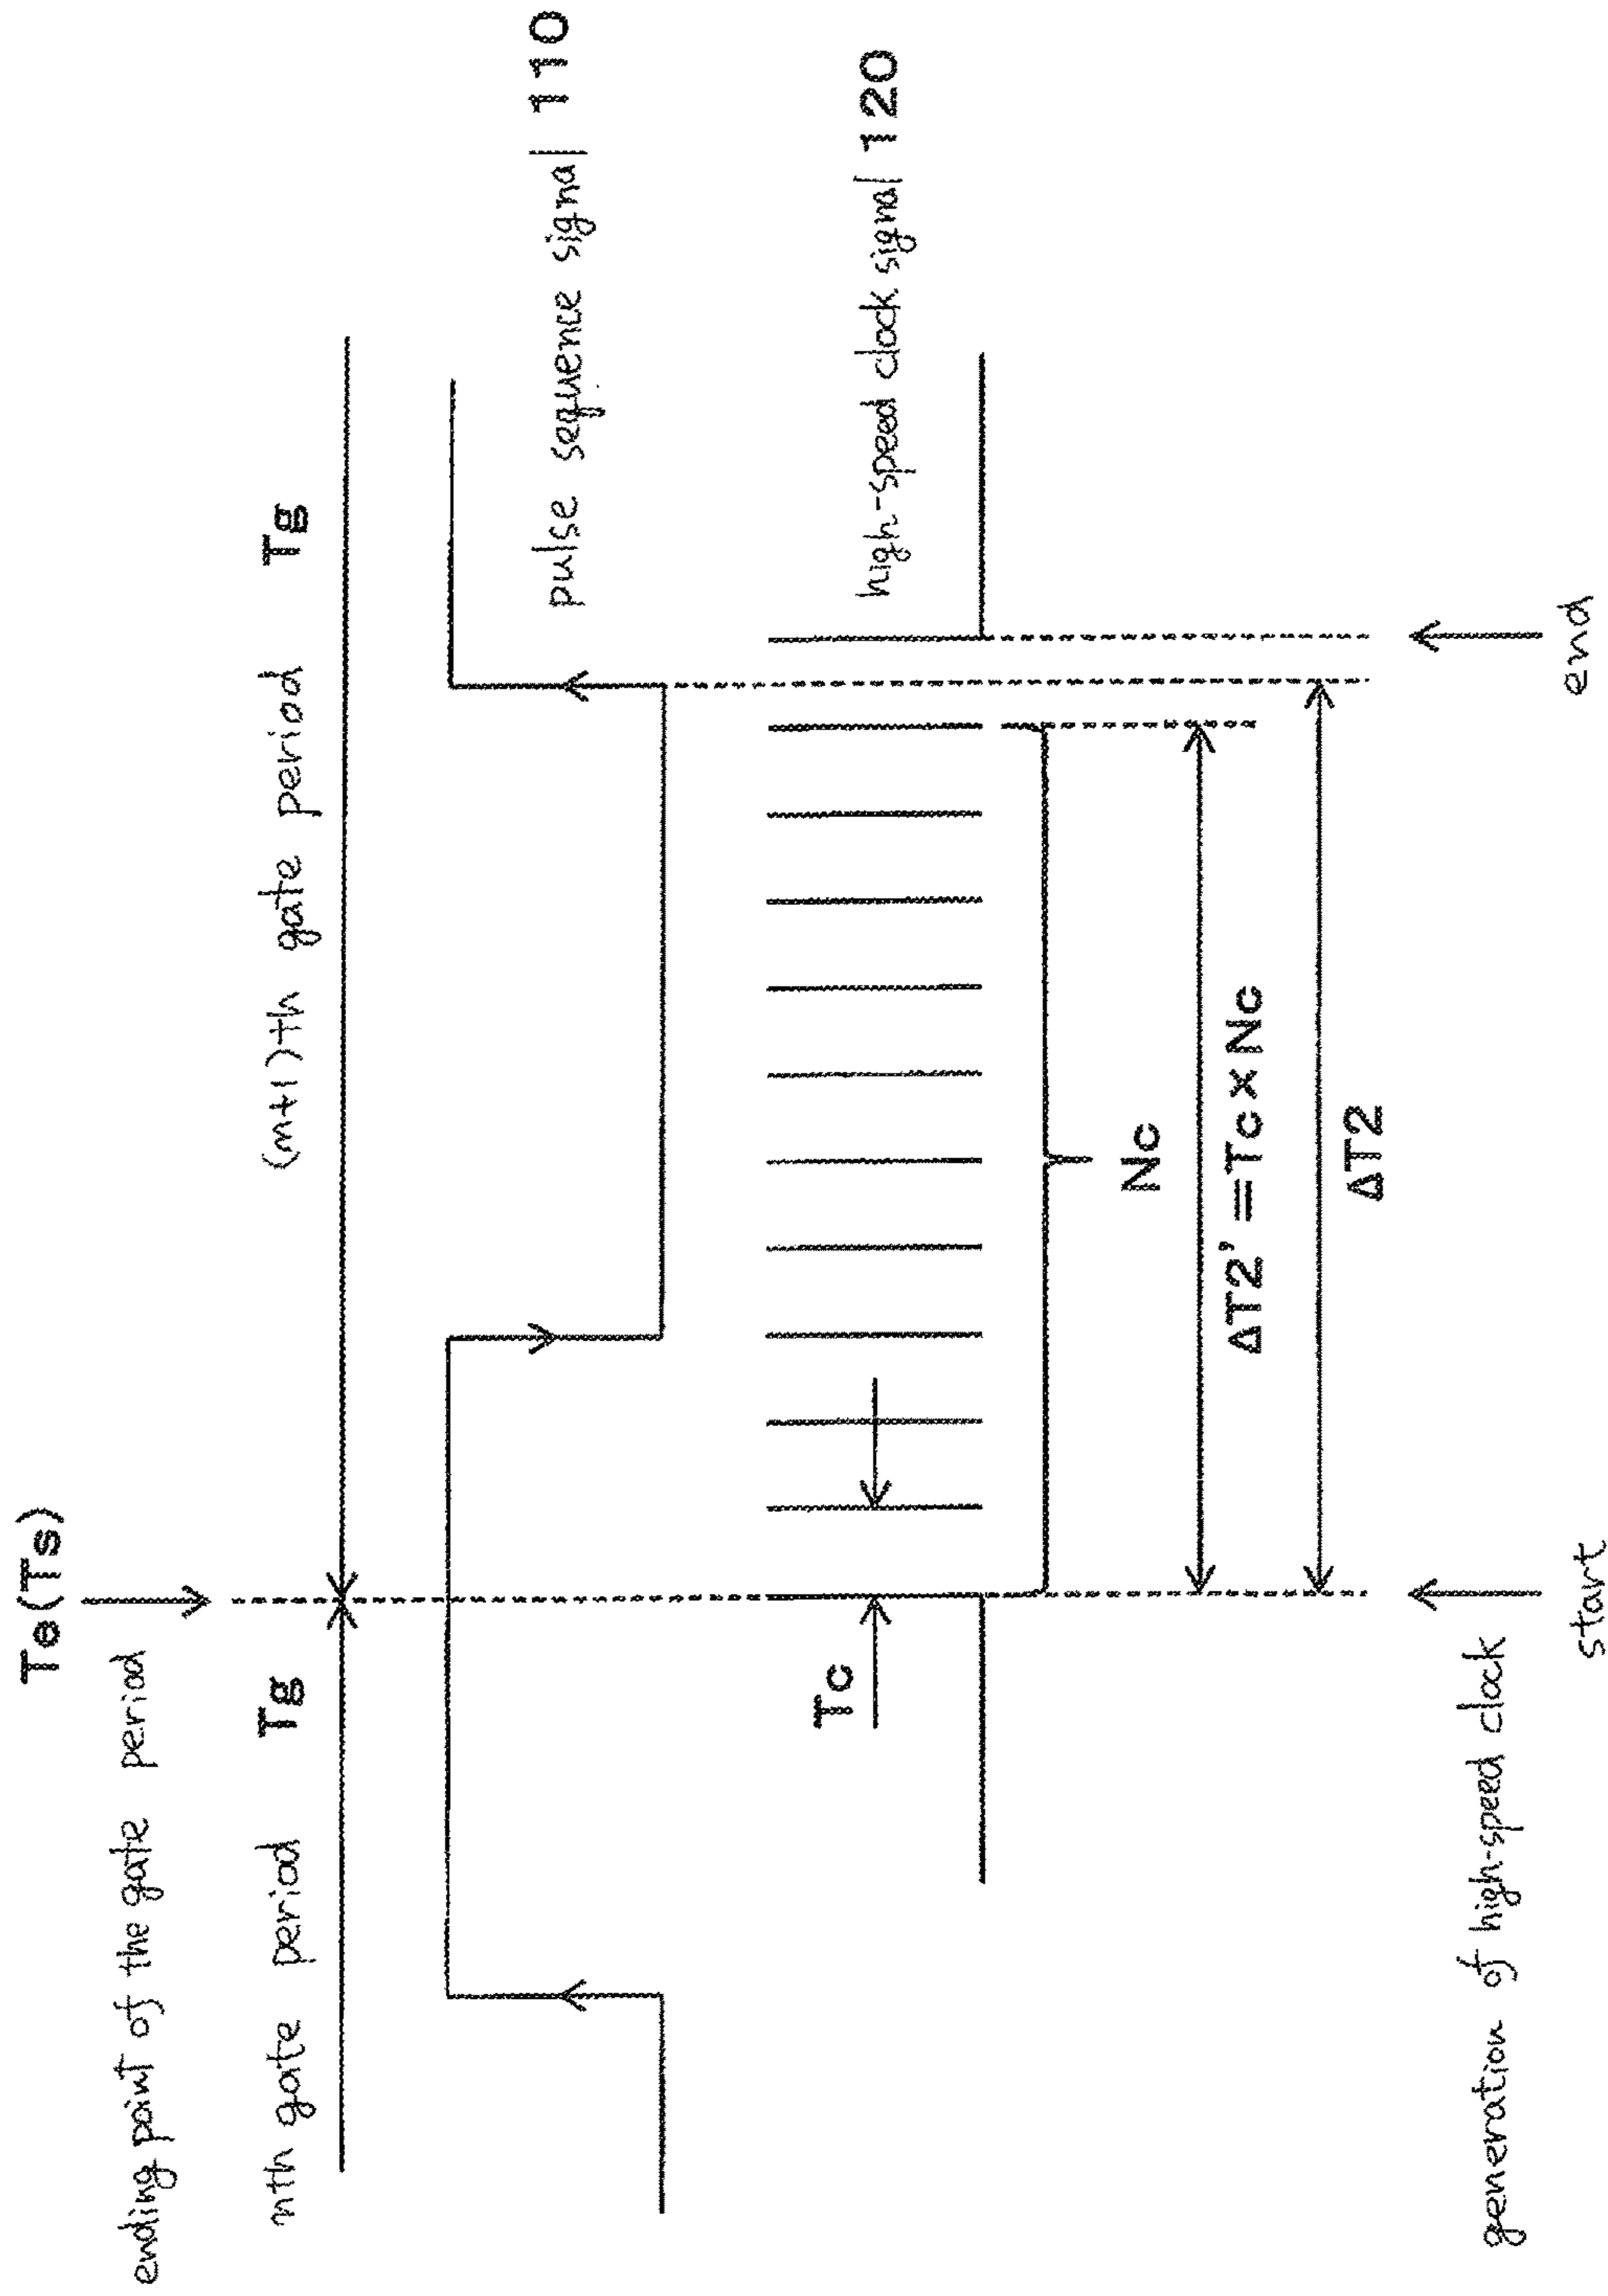 Te(Ts)
ending point of the gate period
nth gate period Tg
(m+1)th gate period Tg
pulse sequence signal 110
Tc
high-speed clock signal 120
Nc
ΔT2'=Tc×Nc
ΔT2
generation of high-speed clock
start
end